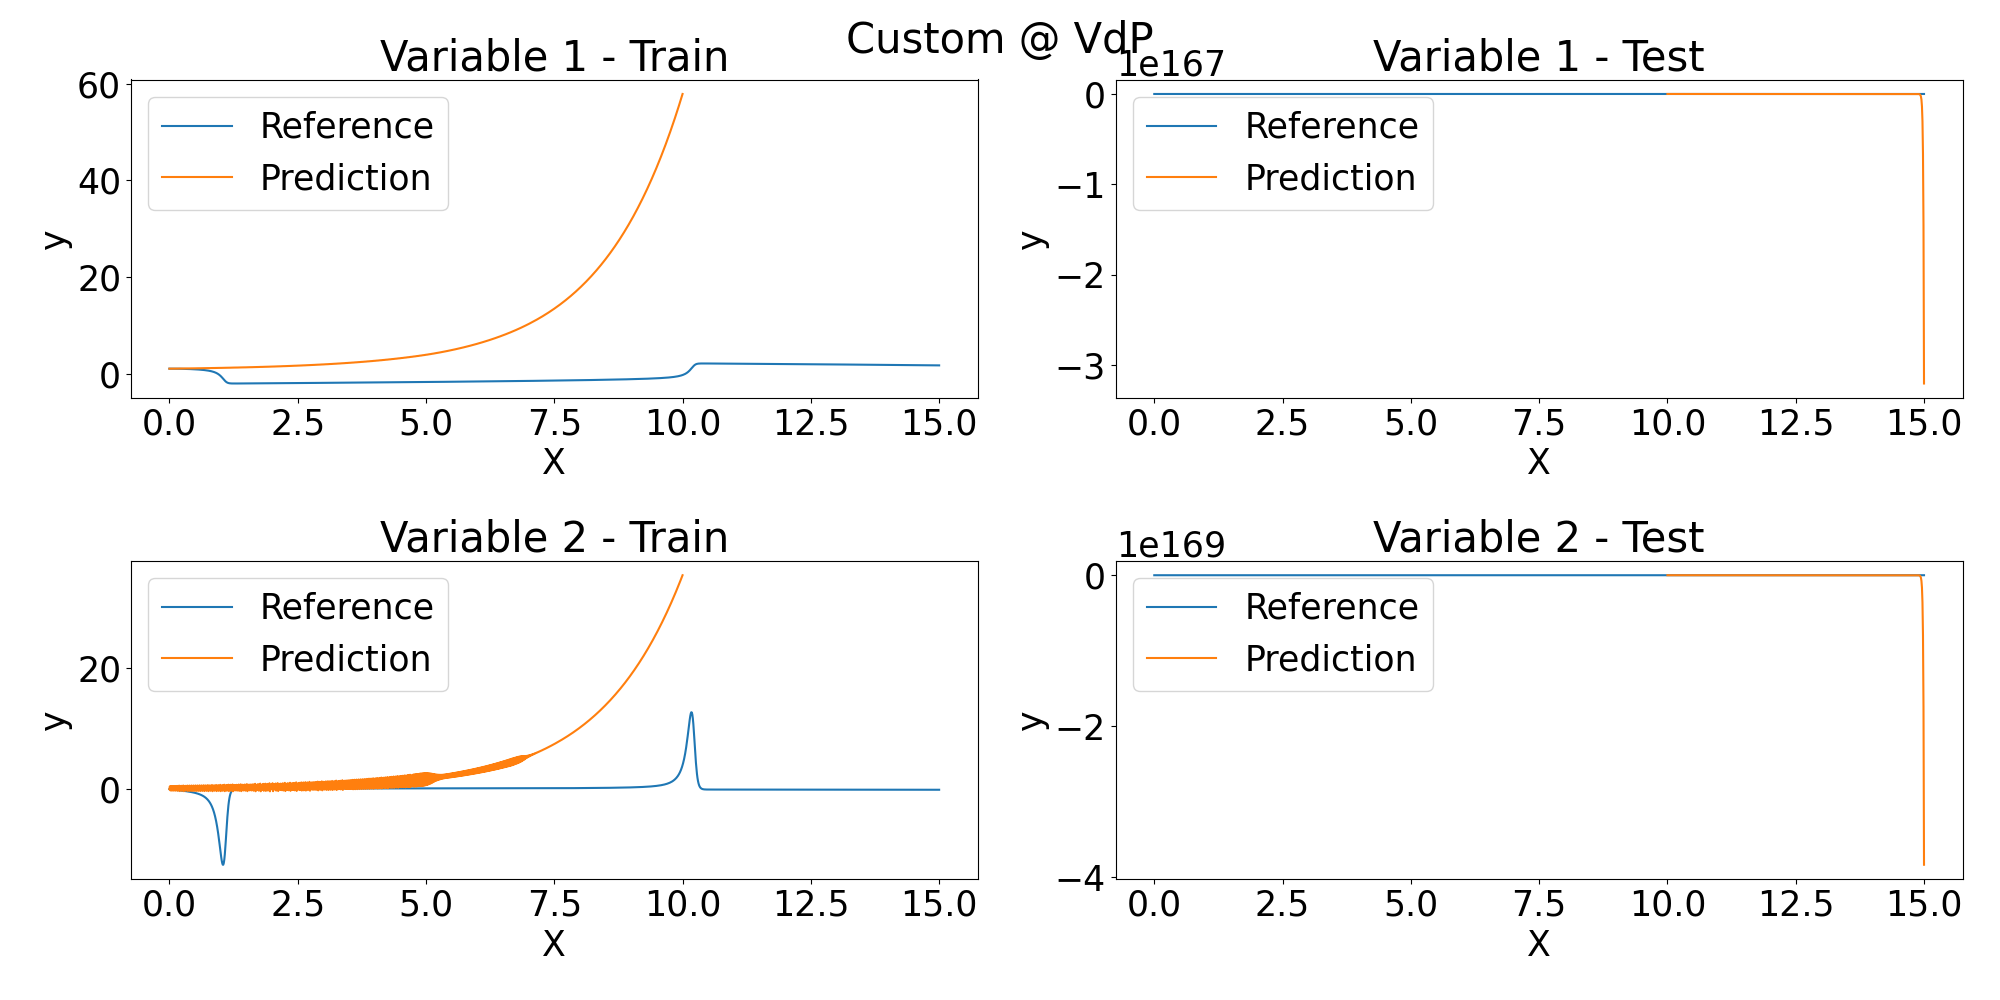 Custom @ VdP
Variable 1 - Train
60
40
20
0
y
Reference
Prediction
0.0 2.5 5.0 7.5 10.0 12.5 15.0
X
Variable 1 - Test
1e167
0
−1
−2
−3
y
Reference
Prediction
0.0 2.5 5.0 7.5 10.0 12.5 15.0
X
Variable 2 - Train
20
0
y
Reference
Prediction
0.0 2.5 5.0 7.5 10.0 12.5 15.0
X
Variable 2 - Test
1e169
0
−2
−4
y
Reference
Prediction
0.0 2.5 5.0 7.5 10.0 12.5 15.0
X